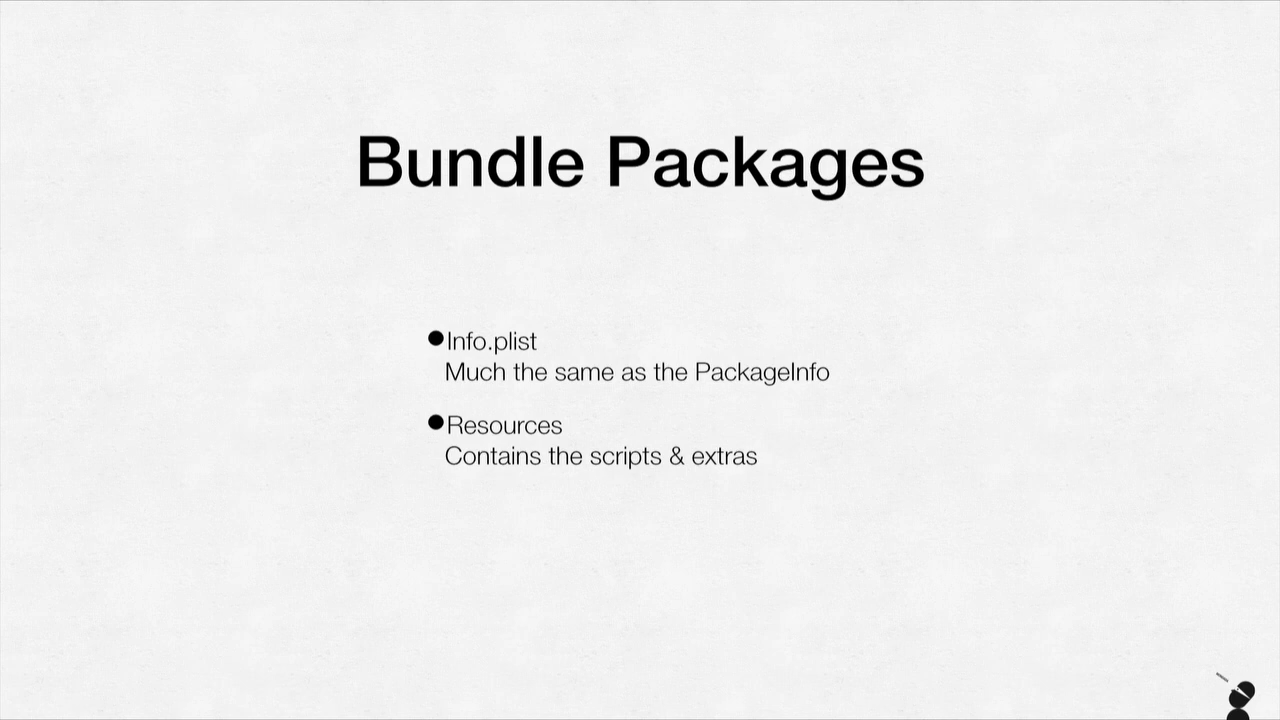 Bundle Packages
●Info.plist
Much the same as the PackageInfo
●Resources
Contains the scripts & extras